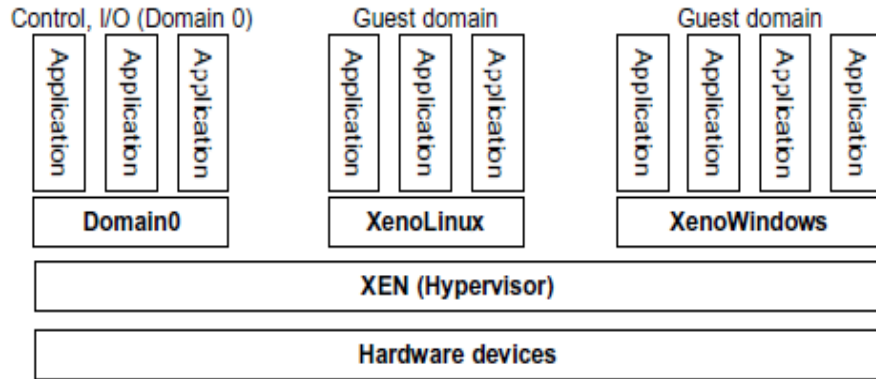 Control, I/O (Domain 0) Guest domain Guest domain
Application Application Application Application Application Application Application Application Application Application
Domain0 XenoLinux XenoWindows
XEN (Hypervisor)
Hardware devices